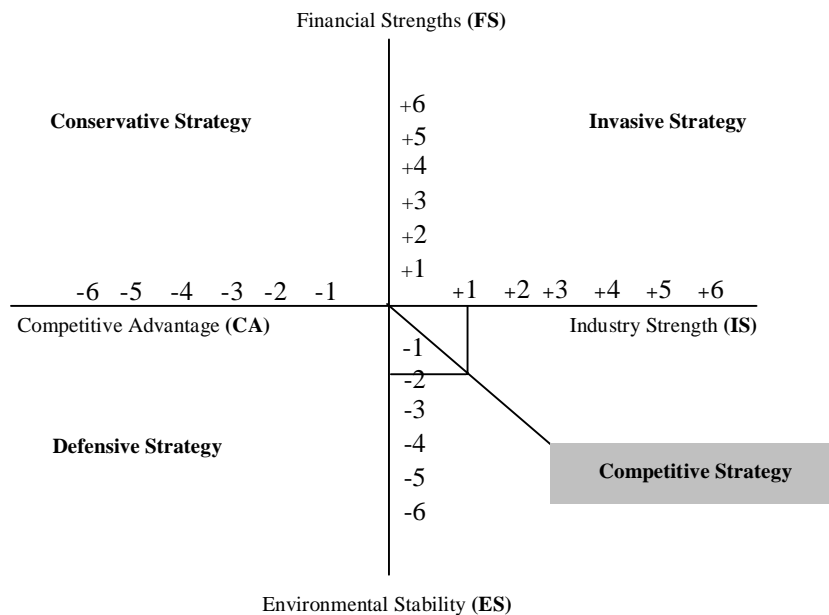 Financial Strengths (FS)
+6
Conservative Strategy
Invasive Strategy
+5
+4
+3
+2
+1
-6 -5 -4 -3 -2 -1 +1 +2 +3 +4 +5 +6
Competitive Advantage (CA)
Industry Strength (IS)
-1
-2
-3
Defensive Strategy
-4
Competitive Strategy
-5
-6
Environmental Stability (ES)